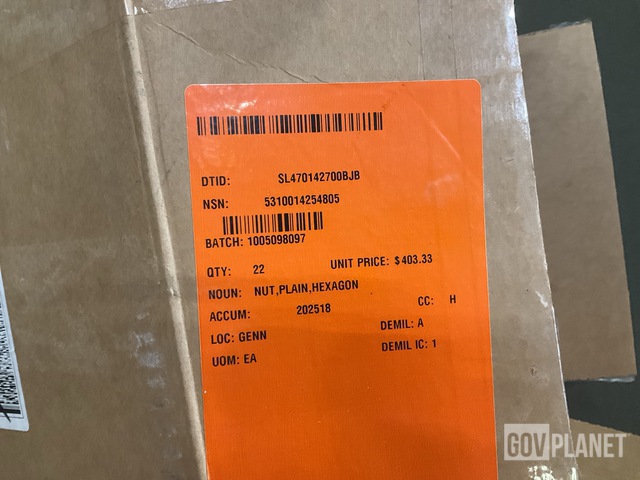 DTID: SL470142700BJB
NSN: 5310014254805
BATCH: 1005098097
QTY: 22 UNIT PRICE: $403.33
NOUN: NUT,PLAIN,HEXAGON
ACCUM: 202518 CC: H
LOC: GENN DEMIL: A
UOM: EA DEMIL IC: 1
GOVPLANET